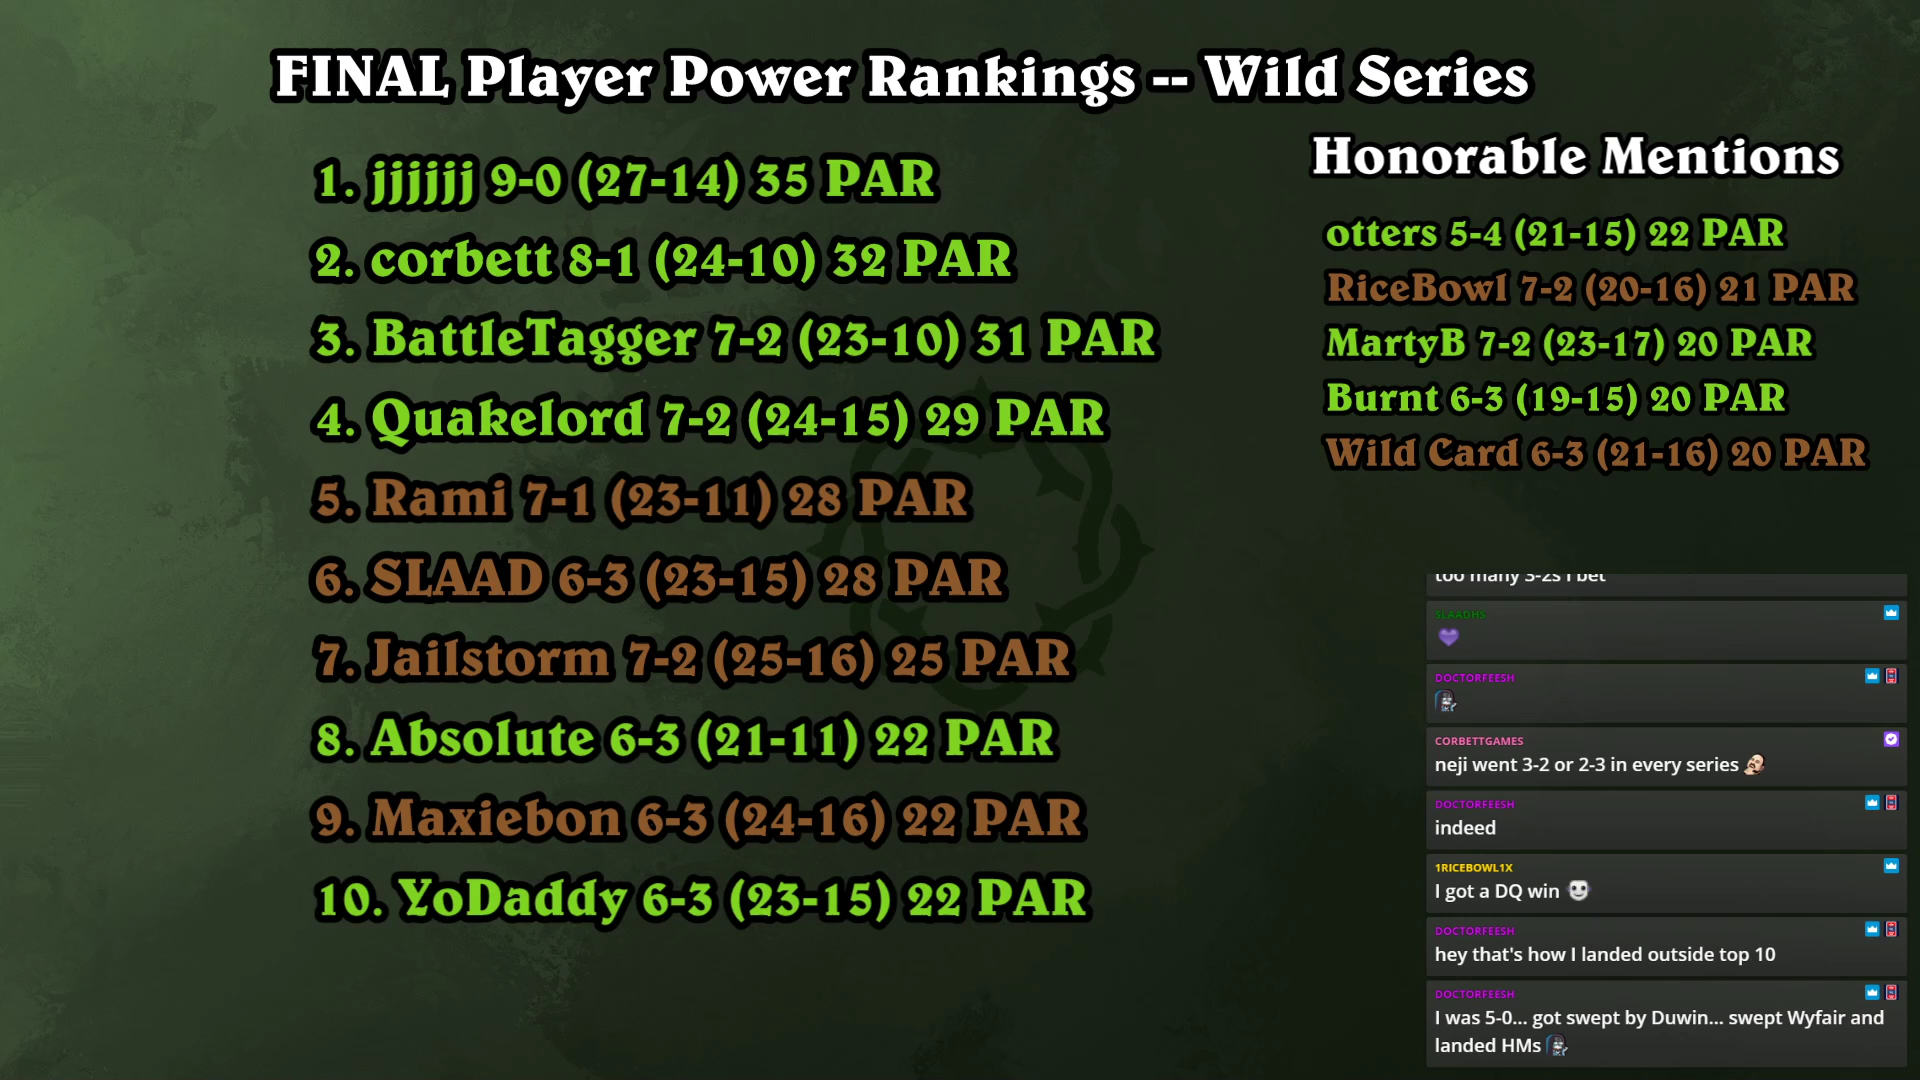 FINAL Player Power Rankings -- Wild Series
1. jjjjjj 9-0 (27-14) 35 PAR
2. corbett 8-1 (24-10) 32 PAR
3. BattleTagger 7-2 (23-10) 31 PAR
4. Quakelord 7-2 (24-15) 29 PAR
5. Rami 7-1 (23-11) 28 PAR
6. SLAAD 6-3 (23-15) 28 PAR
7. Jailstorm 7-2 (25-16) 25 PAR
8. Absolute 6-3 (21-11) 22 PAR
9. Maxiebon 6-3 (24-16) 22 PAR
10. YoDaddy 6-3 (23-15) 22 PAR
Honorable Mentions
otters 5-4 (21-15) 22 PAR
RiceBowl 7-2 (20-16) 21 PAR
MartyB 7-2 (23-17) 20 PAR
Burnt 6-3 (19-15) 20 PAR
Wild Card 6-3 (21-16) 20 PAR
too many 3-2s I bet
SLAADHS
DOCTORFEESH
CORBETTGAMES
neji went 3-2 or 2-3 in every series
DOCTORFEESH
indeed
1RICEBOWL1X
I got a DQ win
DOCTORFEESH
hey that's how I landed outside top 10
DOCTORFEESH
I was 5-0... got swept by Duwin... swept Wyfair and
landed HMs